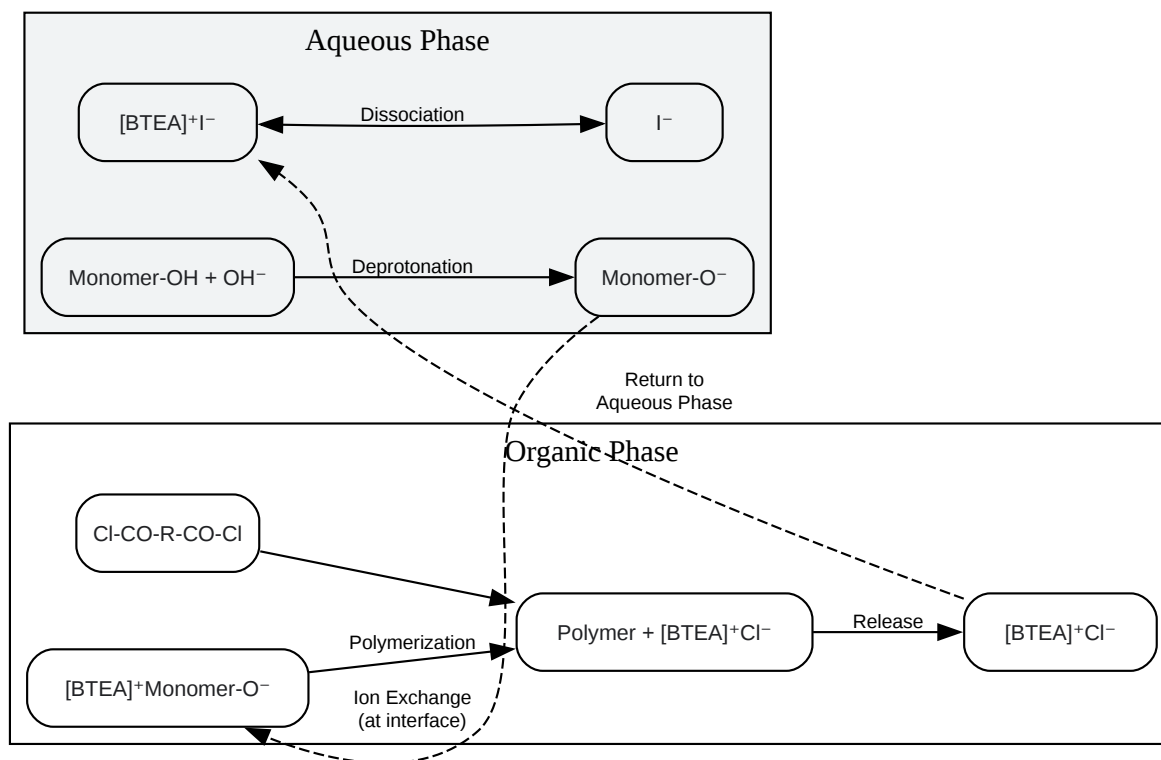 Aqueous Phase
[BTEA]⁺I⁻
Dissociation
I⁻
Monomer-OH + OH⁻
Deprotonation
Monomer-O⁻
Return to
Aqueous Phase
Organic Phase
Cl-CO-R-CO-Cl
Polymerization
Polymer + [BTEA]⁺Cl⁻
Release
[BTEA]⁺Cl⁻
[BTEA]⁺Monomer-O⁻
Ion Exchange
(at interface)